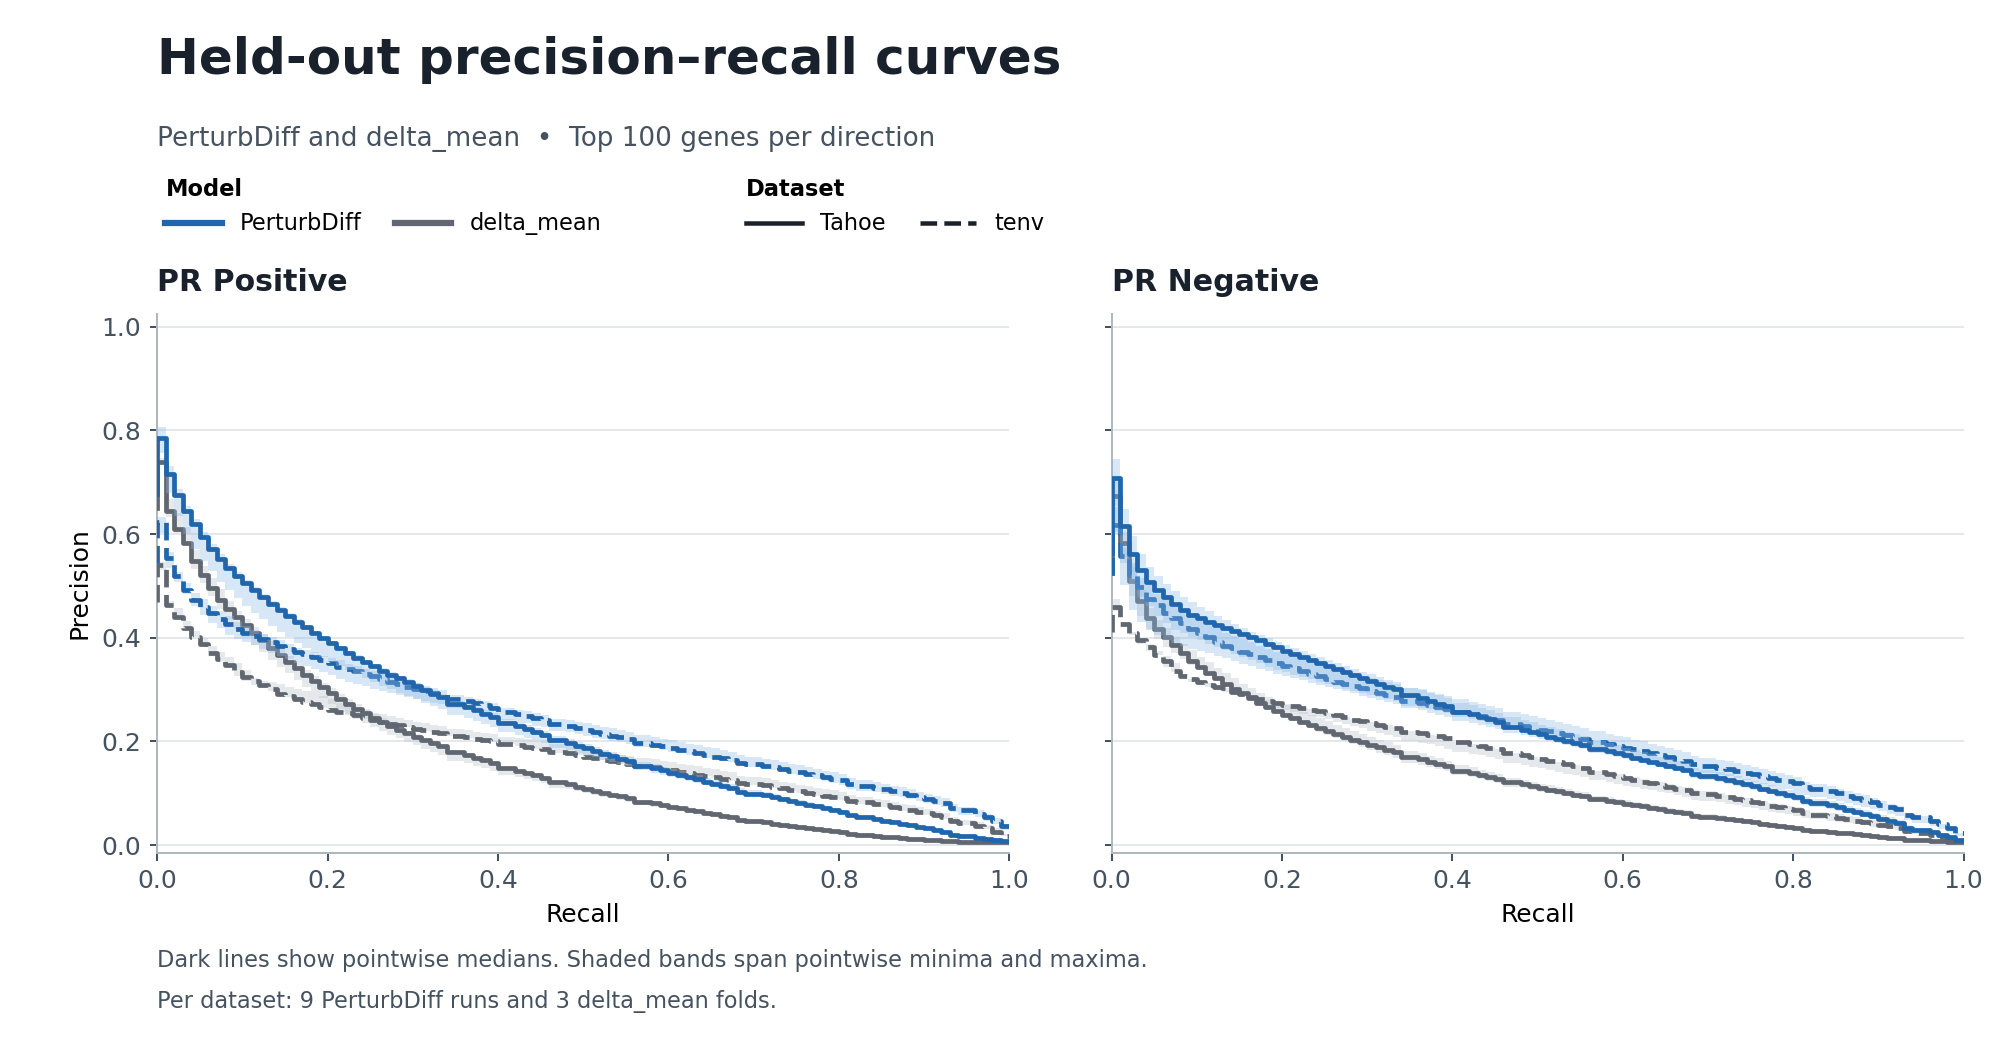 Held-out precision–recall curves
PerturbDiff and delta_mean • Top 100 genes per direction
Model
PerturbDiff delta_mean
Dataset
Tahoe tenv
PR Positive
1.0
0.8
0.6
0.4
0.2
0.0
Precision
0.0 0.2 0.4 0.6 0.8 1.0
Recall
PR Negative
0.0 0.2 0.4 0.6 0.8 1.0
Recall
Dark lines show pointwise medians. Shaded bands span pointwise minima and maxima.
Per dataset: 9 PerturbDiff runs and 3 delta_mean folds.